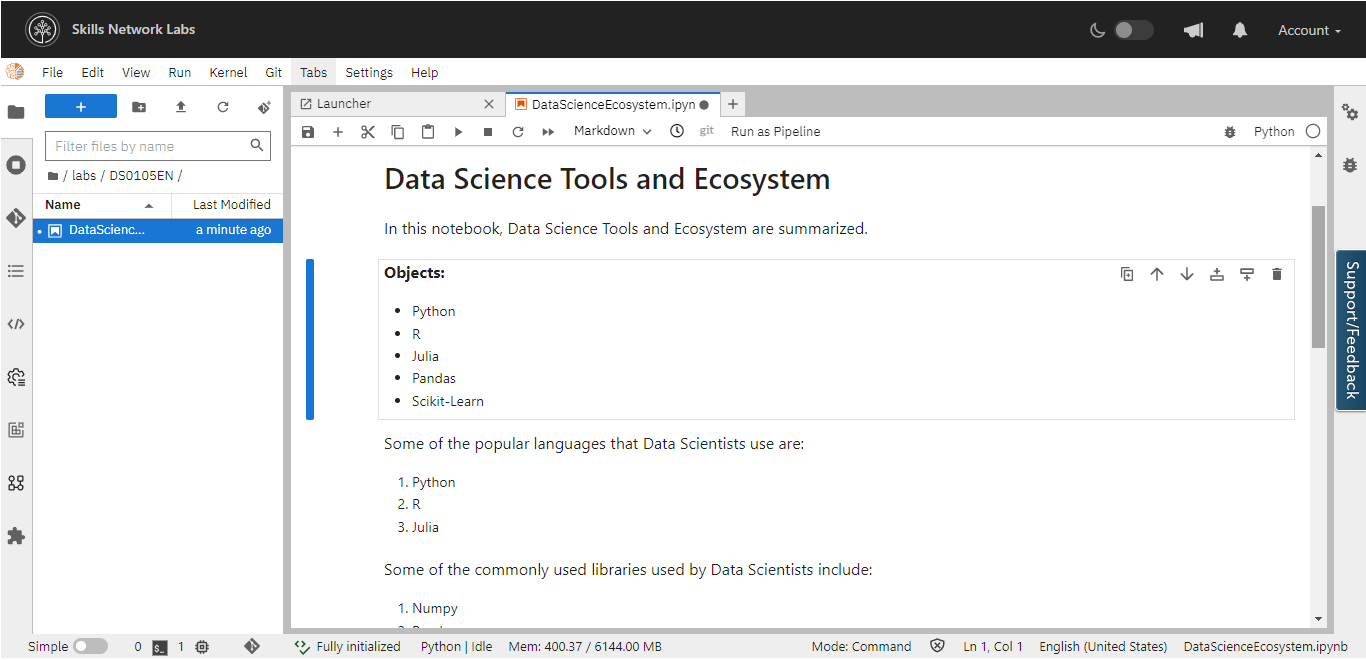 Skills Network Labs
Account
File Edit View Run Kernel Git Tabs Settings Help
+
Launcher
DataScienceEcosystem.ipyn
Filter files by name
Markdown
git
Run as Pipeline
Python
/ labs / DS0105EN /
Name
Last Modified
DataScienc...
a minute ago
Data Science Tools and Ecosystem
In this notebook, Data Science Tools and Ecosystem are summarized.
Objects:
• Python
• R
• Julia
• Pandas
• Scikit-Learn
Some of the popular languages that Data Scientists use are:
1. Python
2. R
3. Julia
Some of the commonly used libraries used by Data Scientists include:
1. Numpy
Support/Feedback
Simple
0
$_
1
Fully initialized
Python | Idle
Mem: 400.37 / 6144.00 MB
Mode: Command
Ln 1, Col 1
English (United States)
DataScienceEcosystem.ipynb